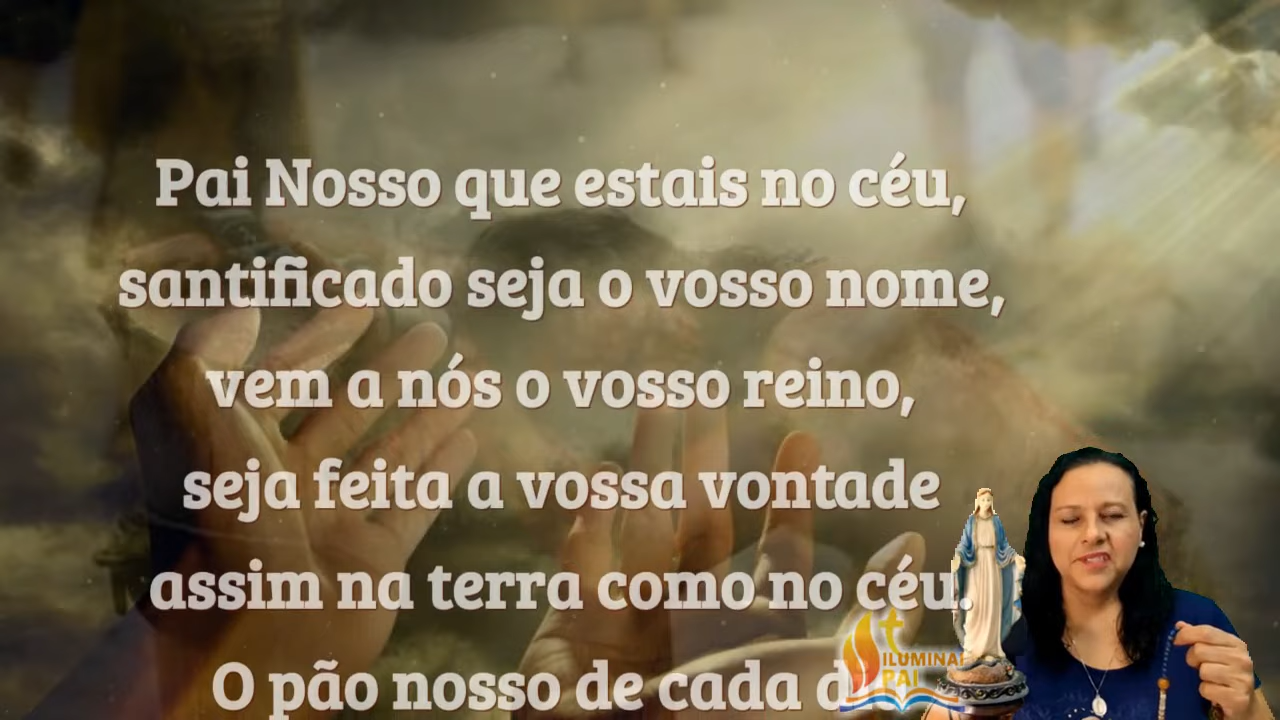 Pai Nosso que estais no céu,
santificado seja o vosso nome,
vem a nós o vosso reino,
seja feita a vossa vontade
assim na terra como no céu.
O pão nosso de cada
ILUMINAI
PAI